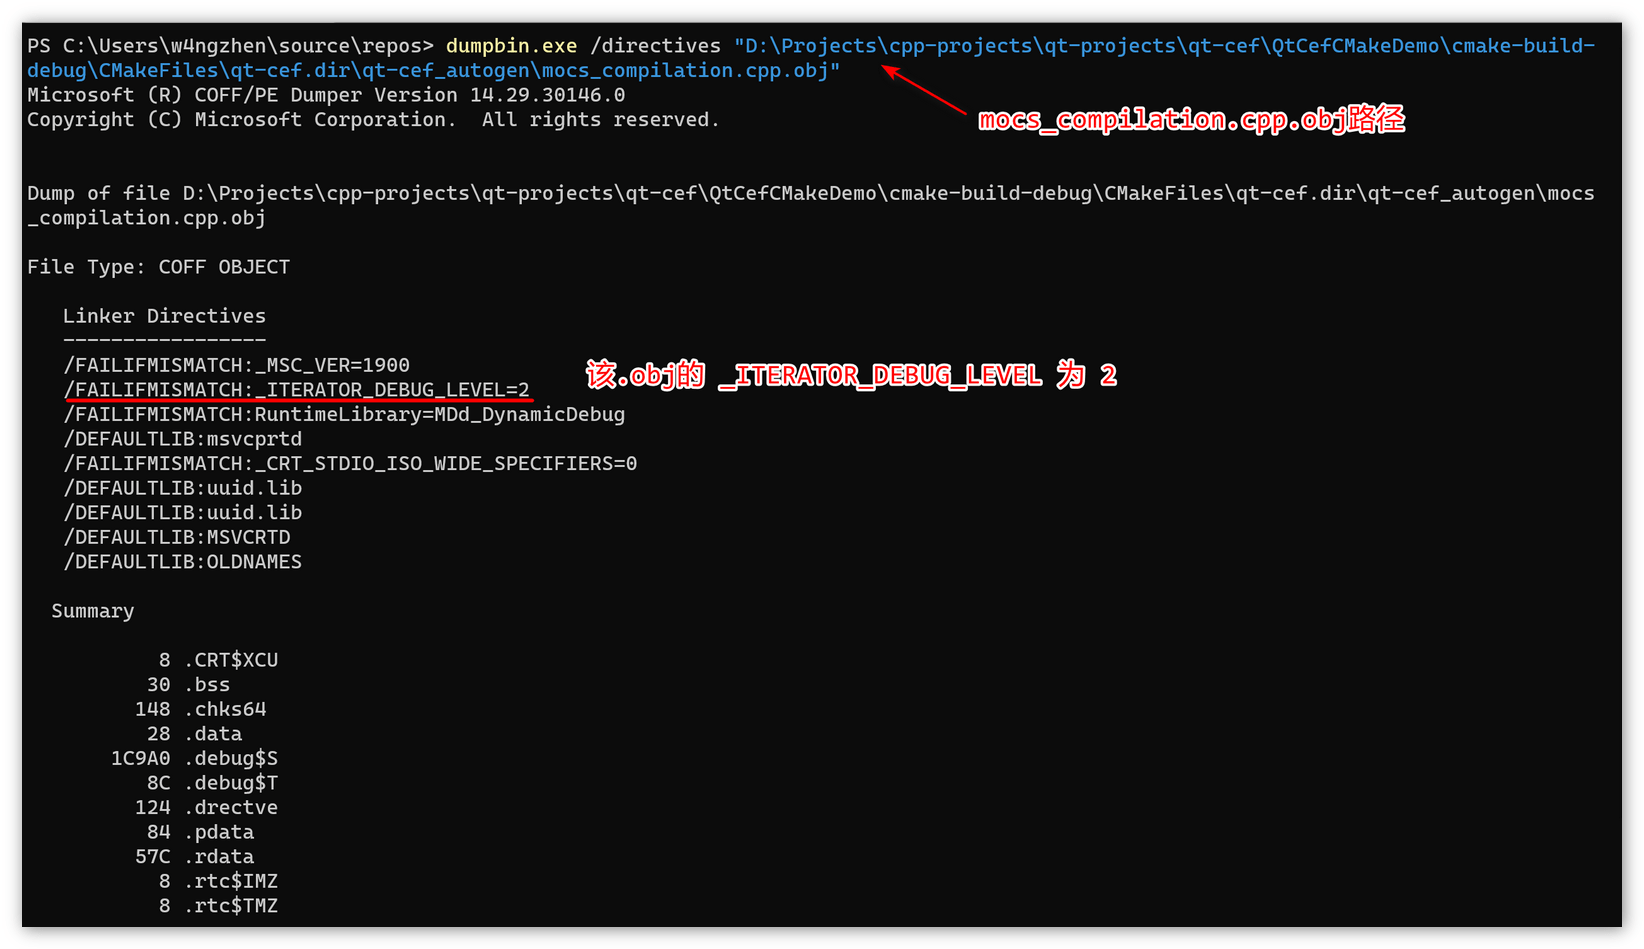 PS C:\Users\w4ngzhen\source\repos> dumpbin.exe /directives "D:\Projects\cpp-projects\qt-projects\qt-cef\QtCefCMakeDemo\cmake-build-
debug\CMakeFiles\qt-cef.dir\qt-cef_autogen\mocs_compilation.cpp.obj"
Microsoft (R) COFF/PE Dumper Version 14.29.30146.0
Copyright (C) Microsoft Corporation.  All rights reserved.
mocs_compilation.cpp.obj路径
Dump of file D:\Projects\cpp-projects\qt-projects\qt-cef\QtCefCMakeDemo\cmake-build-debug\CMakeFiles\qt-cef.dir\qt-cef_autogen\mocs
_compilation.cpp.obj
File Type: COFF OBJECT
Linker Directives
-----------------
/FAILIFMISMATCH:_MSC_VER=1900
该.obj的 _ITERATOR_DEBUG_LEVEL 为 2
/FAILIFMISMATCH:_ITERATOR_DEBUG_LEVEL=2
/FAILIFMISMATCH:RuntimeLibrary=MDd_DynamicDebug
/DEFAULTLIB:msvcprtd
/FAILIFMISMATCH:_CRT_STDIO_ISO_WIDE_SPECIFIERS=0
/DEFAULTLIB:uuid.lib
/DEFAULTLIB:uuid.lib
/DEFAULTLIB:MSVCRTD
/DEFAULTLIB:OLDNAMES
Summary
8 .CRT$XCU
30 .bss
148 .chks64
28 .data
1C9A0 .debug$S
8C .debug$T
124 .drectve
84 .pdata
57C .rdata
8 .rtc$IMZ
8 .rtc$TMZ